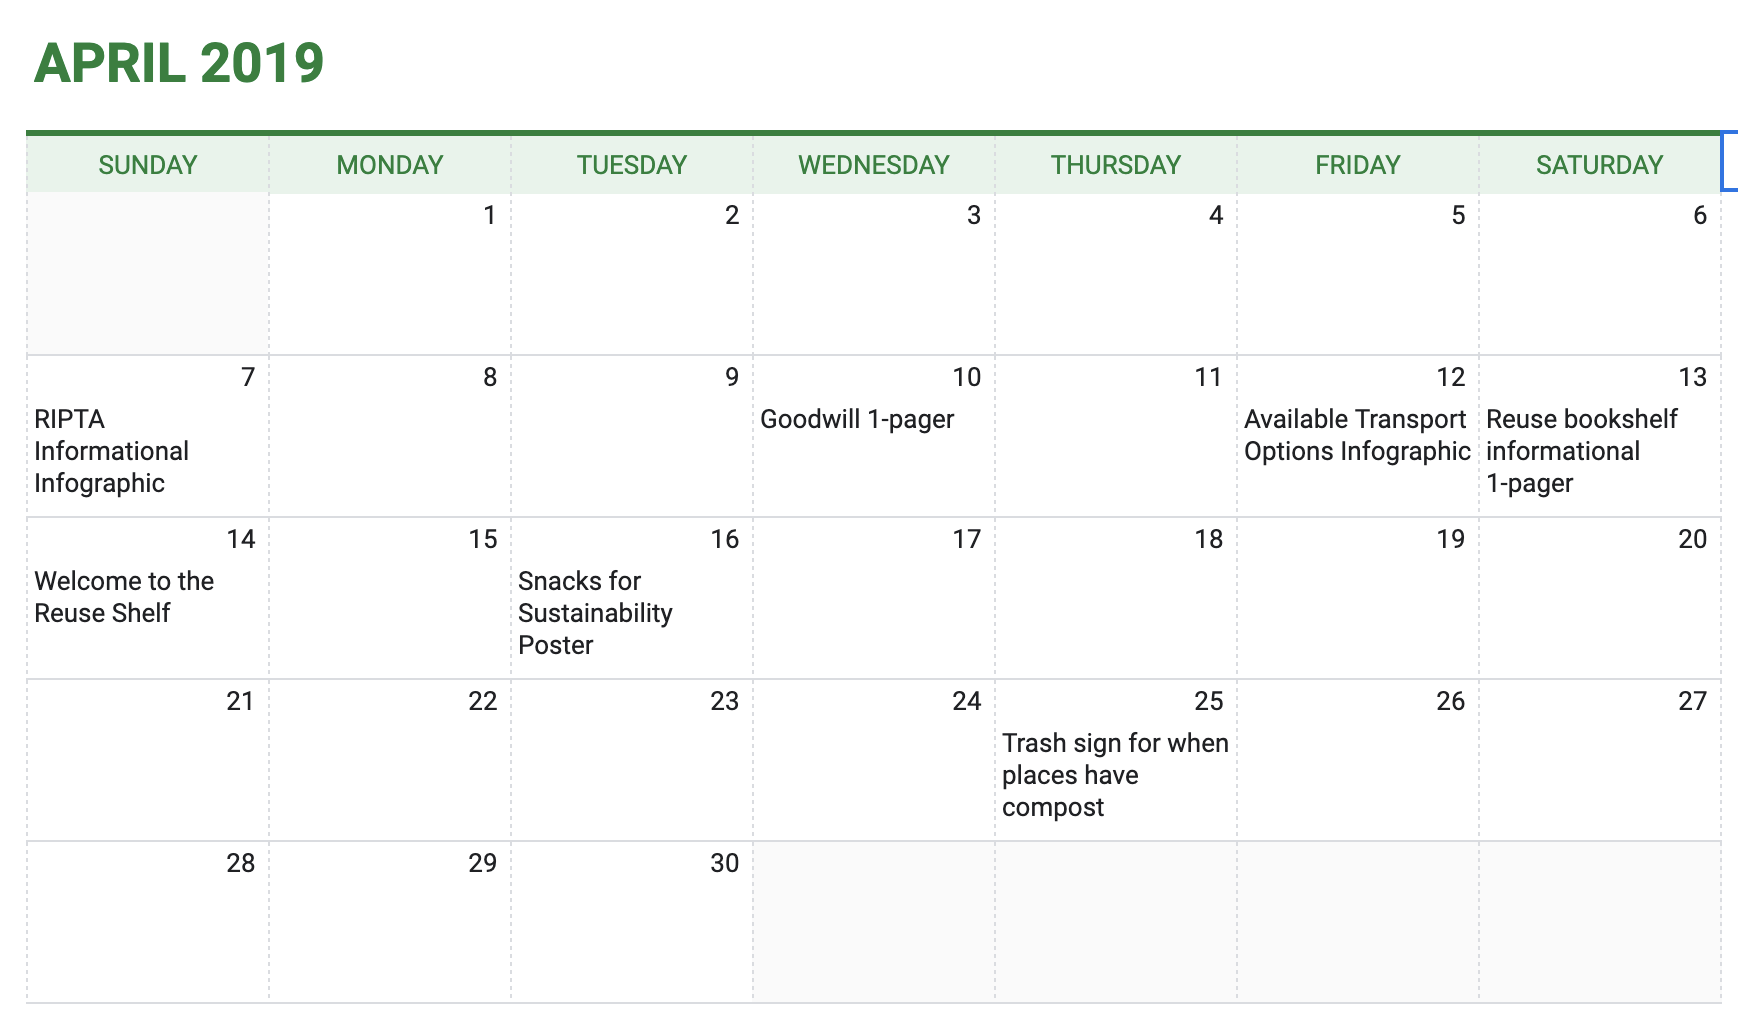 APRIL 2019
SUNDAY MONDAY TUESDAY WEDNESDAY THURSDAY FRIDAY SATURDAY
1 2 3 4 5 6
7 8 9 10 11 12 13
RIPTA
Informational
Infographic
Goodwill 1-pager
Available Transport
Options Infographic
Reuse bookshelf
informational
1-pager
14 15 16 17 18 19 20
Welcome to the
Reuse Shelf
Snacks for
Sustainability
Poster
21 22 23 24 25 26 27
Trash sign for when
places have
compost
28 29 30